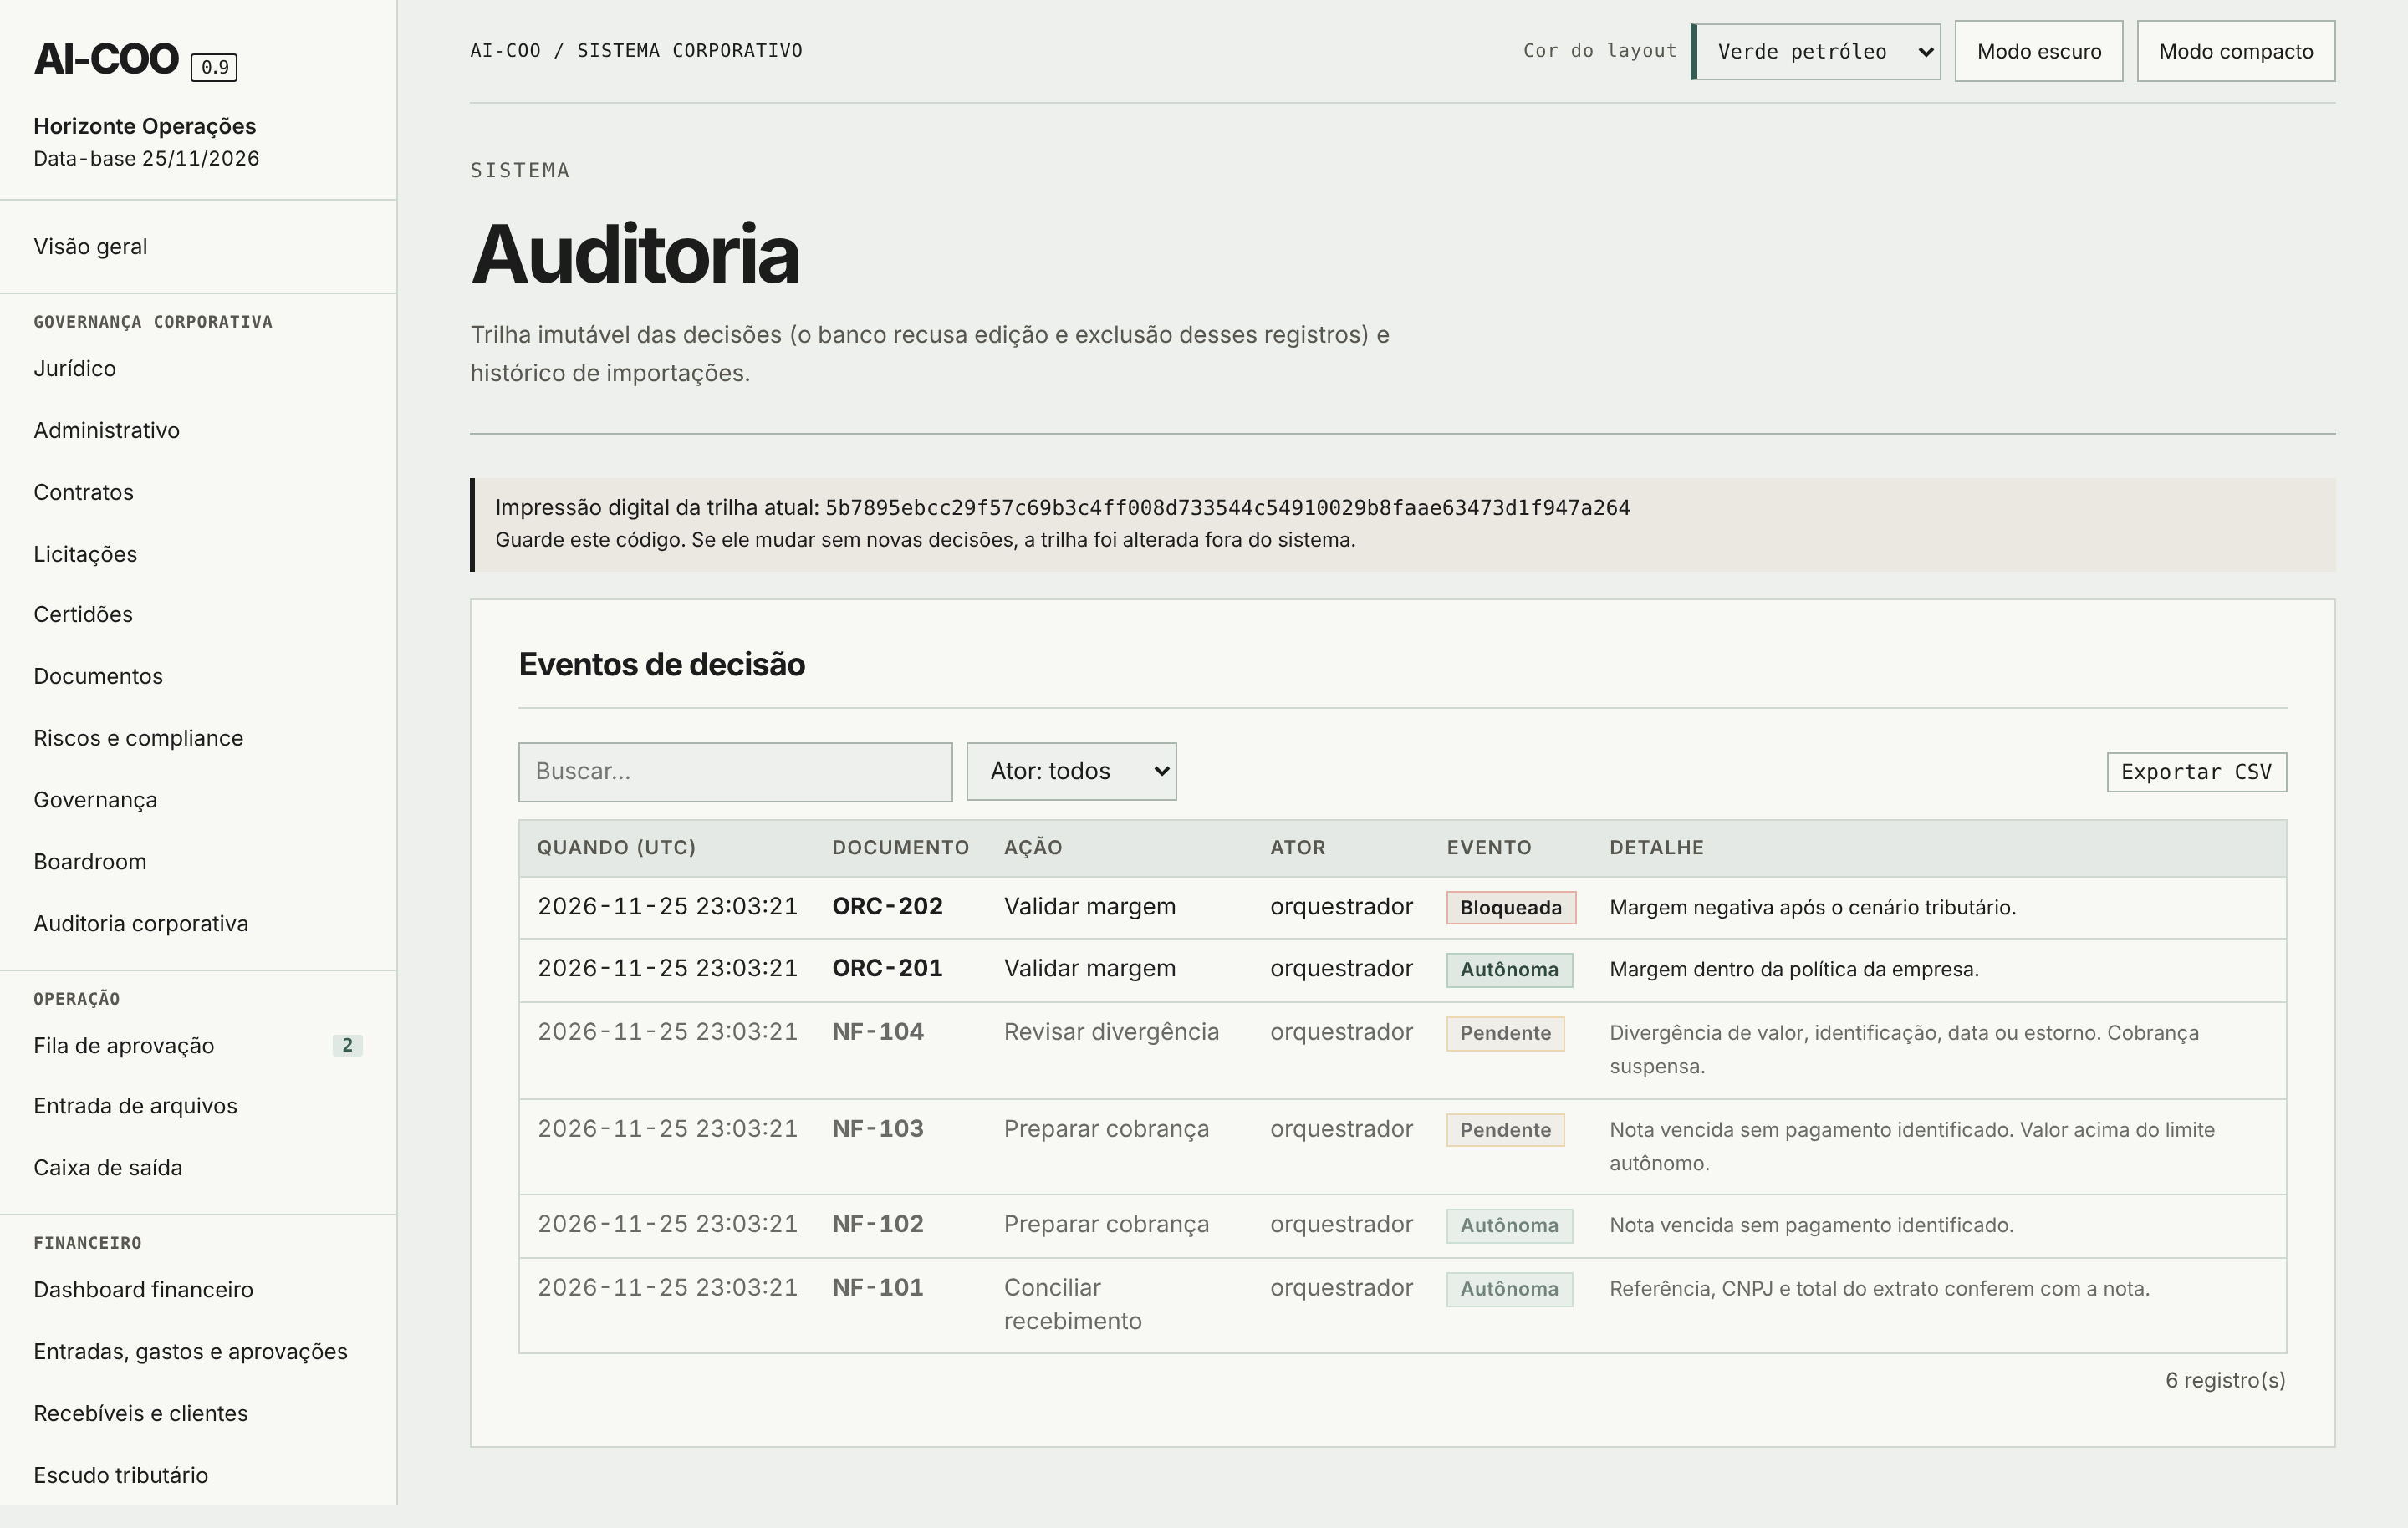 AI-COO 0.9
Horizonte Operações
Data-base 25/11/2026
Visão geral
GOVERNANÇA CORPORATIVA
Jurídico
Administrativo
Contratos
Licitações
Certidões
Documentos
Riscos e compliance
Governança
Boardroom
Auditoria corporativa
OPERAÇÃO
Fila de aprovação 2
Entrada de arquivos
Caixa de saída
FINANCEIRO
Dashboard financeiro
Entradas, gastos e aprovações
Recebíveis e clientes
Escudo tributário
AI-COO / SISTEMA CORPORATIVO
Cor do layout Verde petróleo Modo escuro Modo compacto
SISTEMA
Auditoria
Trilha imutável das decisões (o banco recusa edição e exclusão desses registros) e
histórico de importações.
Impressão digital da trilha atual: 5b7895ebcc29f57c69b3c4ff008d733544c54910029b8faae63473d1f947a264
Guarde este código. Se ele mudar sem novas decisões, a trilha foi alterada fora do sistema.
Eventos de decisão
Buscar... Ator: todos Exportar CSV
QUANDO (UTC) DOCUMENTO AÇÃO ATOR EVENTO DETALHE
2026-11-25 23:03:21 ORC-202 Validar margem orquestrador Bloqueada Margem negativa após o cenário tributário.
2026-11-25 23:03:21 ORC-201 Validar margem orquestrador Autônoma Margem dentro da política da empresa.
2026-11-25 23:03:21 NF-104 Revisar divergência orquestrador Pendente Divergência de valor, identificação, data ou estorno. Cobrança
suspensa.
2026-11-25 23:03:21 NF-103 Preparar cobrança orquestrador Pendente Nota vencida sem pagamento identificado. Valor acima do limite
autônomo.
2026-11-25 23:03:21 NF-102 Preparar cobrança orquestrador Autônoma Nota vencida sem pagamento identificado.
2026-11-25 23:03:21 NF-101 Conciliar orquestrador Autônoma Referência, CNPJ e total do extrato conferem com a nota.
recebimento
6 registro(s)